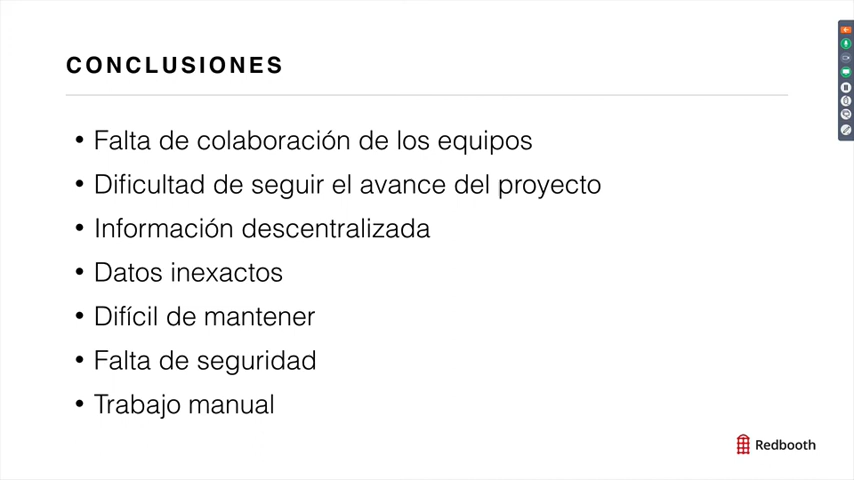 CONCLUSIONES
• Falta de colaboración de los equipos
• Dificultad de seguir el avance del proyecto
• Información descentralizada
• Datos inexactos
• Difícil de mantener
• Falta de seguridad
• Trabajo manual
Redbooth